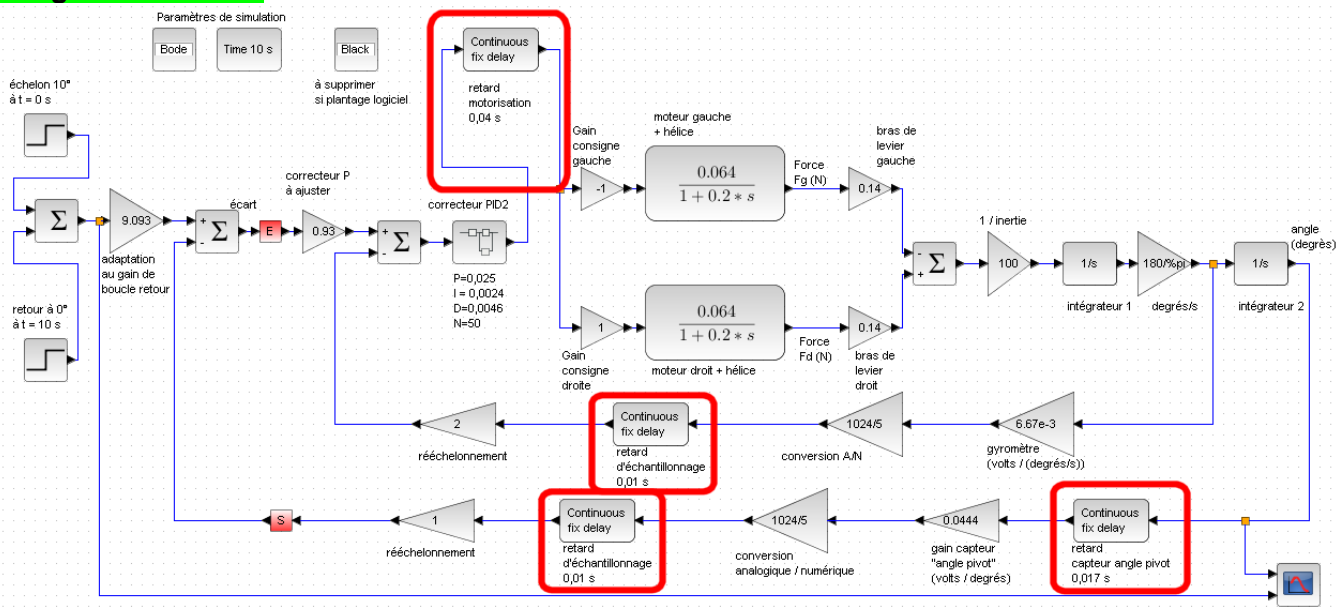 Paramètres de simulation
Bode
Time 10 s
Black
à supprimer
si plantage logiciel
Continuous
fix delay
retard
motorisation
0,04 s
échelon 10°
à t = 0 s
Σ
9.093
adaptation
au gain de
boucle retour
retour à 0°
à t = 10 s
+
-
Σ
écart
E
correcteur P
à ajuster
0.93
+
-
Σ
correcteur PID2
P=0,025
I = 0,0024
D=0,0046
N=50
Gain
consigne
gauche
-1
moteur gauche
+ hélice
0.064
1 + 0.2 * s
Force
Fg (N)
bras de
levier
gauche
0.14
1
Gain
consigne
droite
0.064
1 + 0.2 * s
moteur droit + hélice
Force
Fd (N)
0.14
bras de
levier
droit
-
+
Σ
1 / inertie
100
1/s
intégrateur 1
180/%pi
degrés/s
1/s
intégrateur 2
angle
(degrès)
2
rééchelonnement
Continuous
fix delay
retard
d'échantillonnage
0,01 s
1024/5
conversion A/N
6.67e-3
gyromètre
(volts / (degrés/s))
S
1
rééchelonnement
Continuous
fix delay
retard
d'échantillonnage
0,01 s
1024/5
conversion
analogique / numérique
0.0444
gain capteur
"angle pivot"
(volts / degrés)
Continuous
fix delay
retard
capteur angle pivot
0,017 s